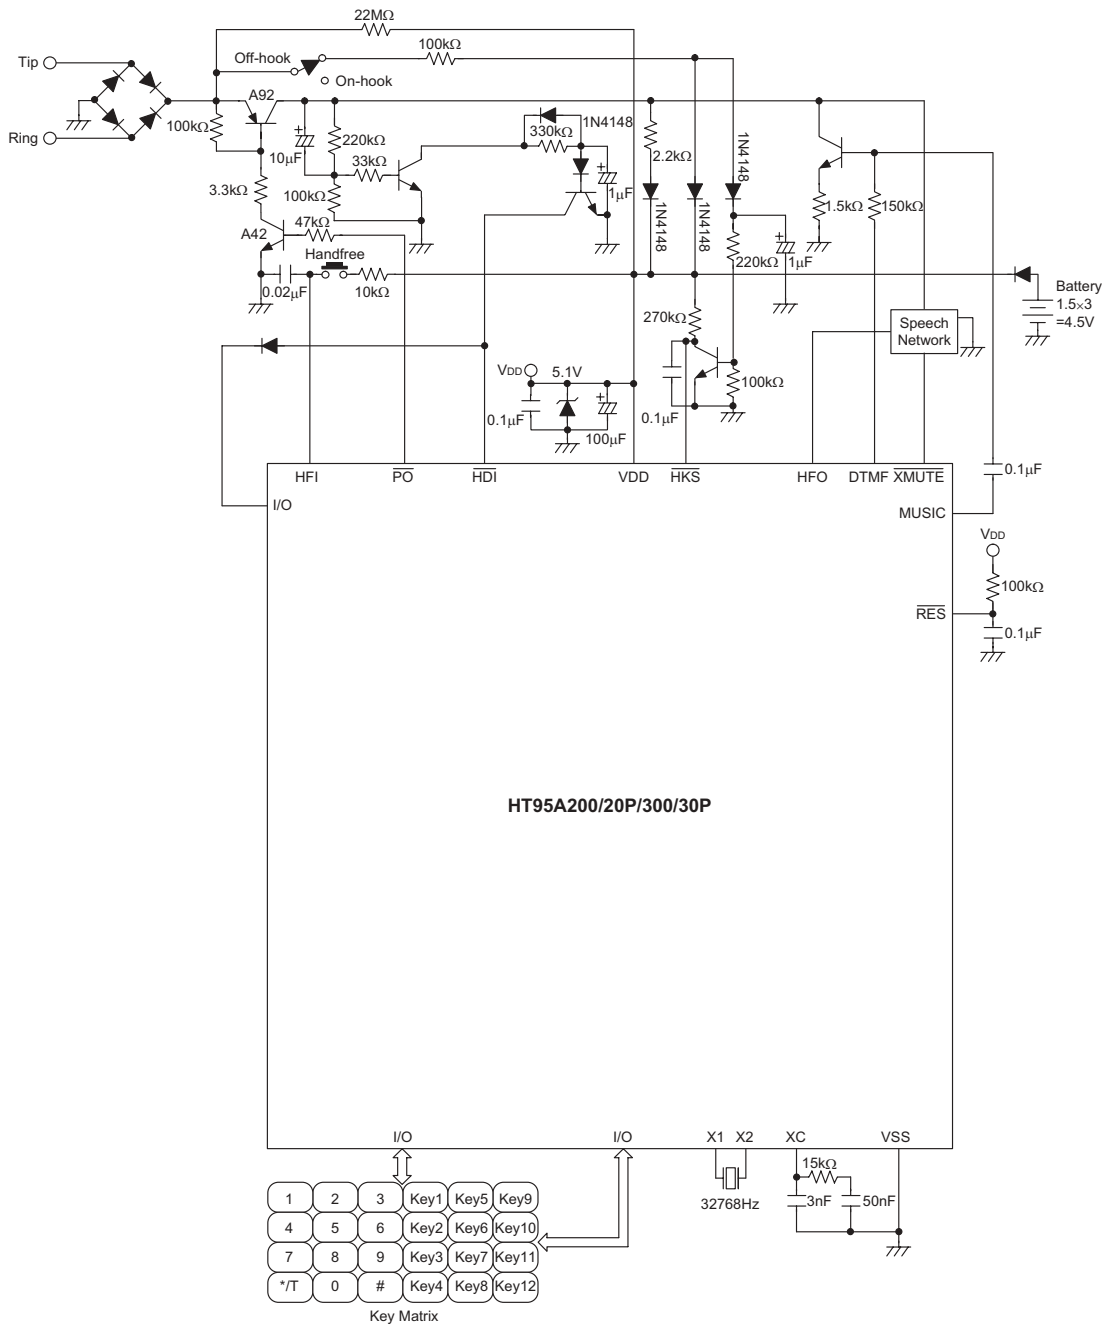 22MΩ
100kΩ
Off-hook
On-hook
Tip
Ring
A92
100kΩ
10μF
220kΩ
33kΩ
100kΩ
3.3kΩ
47kΩ
A42
1N4148
330kΩ
1μF
2.2kΩ
1N4148
1N4148
1N4148
220kΩ
1μF
1.5kΩ
150kΩ
Handfree
0.02μF
10kΩ
270kΩ
Battery
1.5×3
=4.5V
Speech
Network
VDD
5.1V
0.1μF
100μF
0.1μF
100kΩ
HFI
PO
HDI
VDD
HKS
HFO
DTMF
XMUTE
0.1μF
I/O
MUSIC
VDD
100kΩ
RES
0.1μF
HT95A200/20P/300/30P
I/O
I/O
X1
X2
XC
VSS
32768Hz
15kΩ
3nF
50nF
1 2 3 Key1 Key5 Key9
4 5 6 Key2 Key6 Key10
7 8 9 Key3 Key7 Key11
*/T 0 # Key4 Key8 Key12
Key Matrix